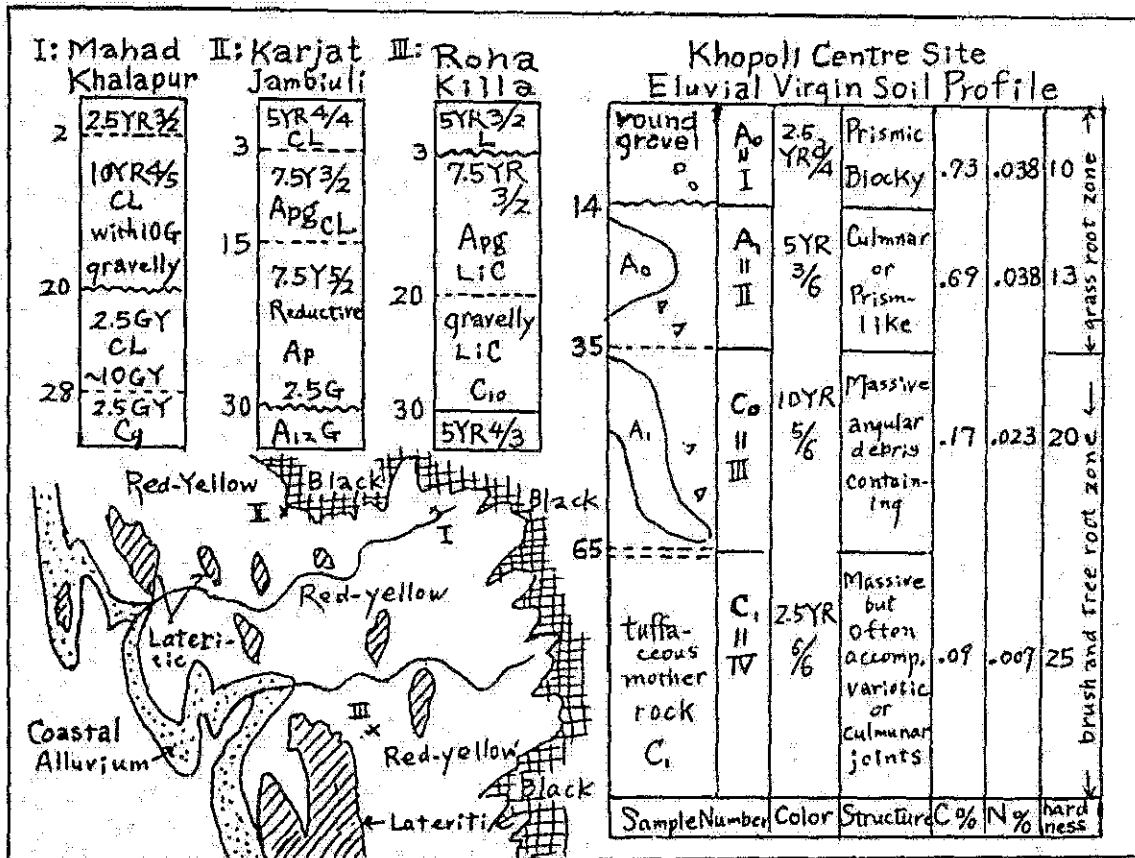 I: Mahad
Khalapur
2.5YR3/2
2
10YR4/5
CL
with10G
gravelly
20
2.5GY
CL
~10GY
28
2.5GY
Cg
II: Karjat
Jambiuli
5YR4/4
CL
3
7.5Y3/2
Apg CL
15
7.5Y5/2
Reductive
Ap
2.5G
30
A12G
III: Roha
Killa
5YR3/2
L
3
7.5YR
3/2
Apg
LiC
20
gravelly
LiC
C10
30
5YR4/3
Red-Yellow
Black
Black
II
I
Red-yellow
Lateri-
tic
III
Coastal
Alluvium
Red-yellow
Black
Lateritic
Khopoli Centre Site
Eluvial Virgin Soil Profile
round
gravel
A0
"
I
2.5
YR
Prismic
Blocky
.73
.038
10
14
A0
A1
"
II
5YR
3/6
Culmnar
or
Prism-
like
.69
.038
13
grass root zone
35
A1
C0
"
III
10YR
5/6
Massive
angular
debris
contain-
ing
.17
.023
20
65
tuffa-
ceous
mother
rock
C1
C1
"
IV
2.5YR
6/6
Massive
but
often
accomp.
variotic
or
culmunar
joints
.09
.007
25
brush and Tree root zone
Sample Number Color Structure C% N% hard
ness